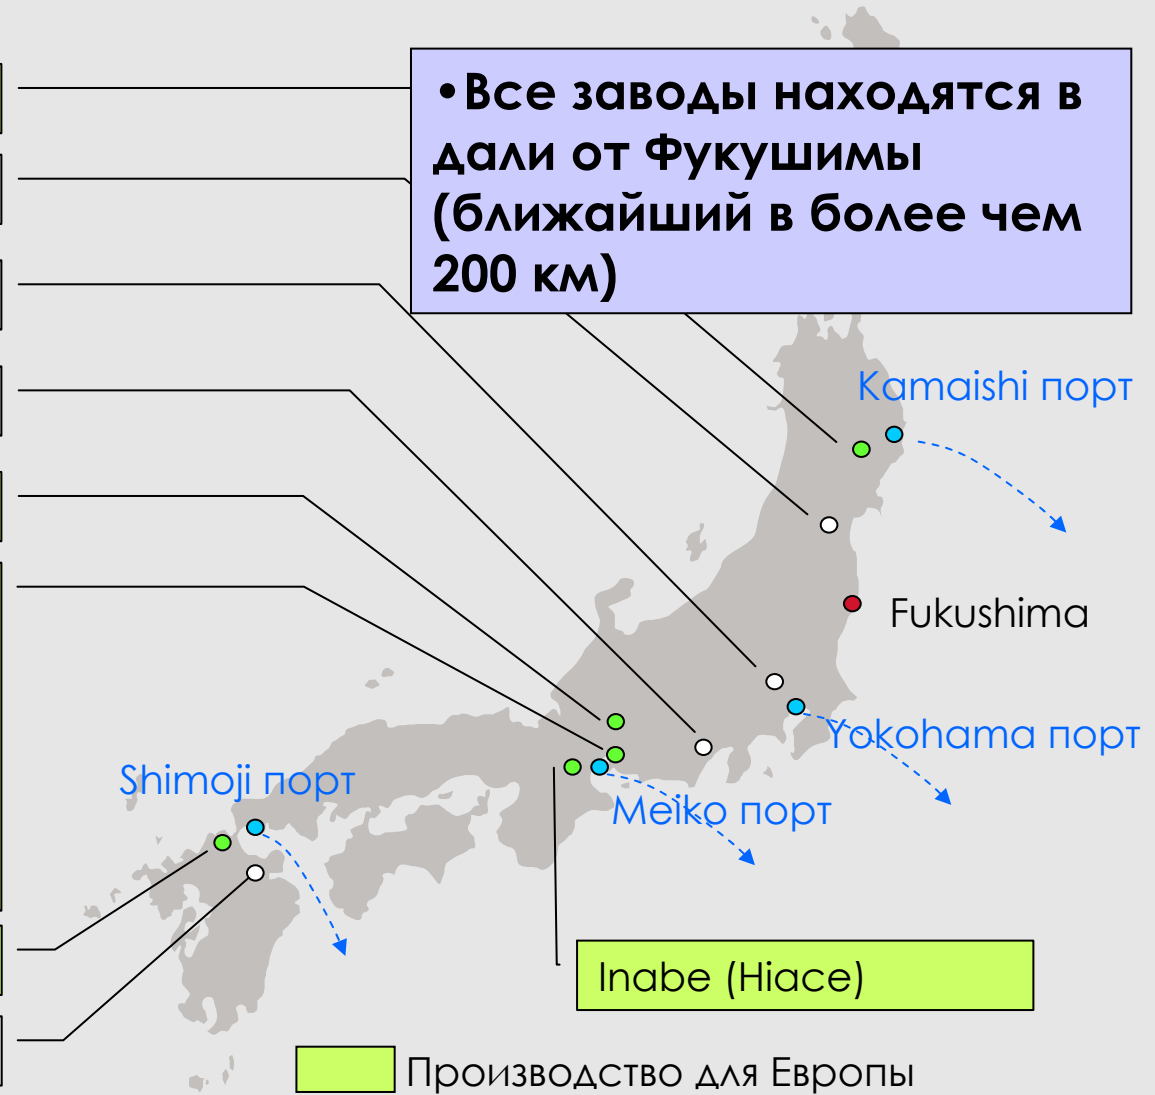 •Все заводы находятся в
дали от Фукушимы
(ближайший в более чем
200 км)
Kamaishi порт
Fukushima
Yokohama порт
Shimoji порт
Meiko порт
Inabe (Hiace)
Производство для Европы